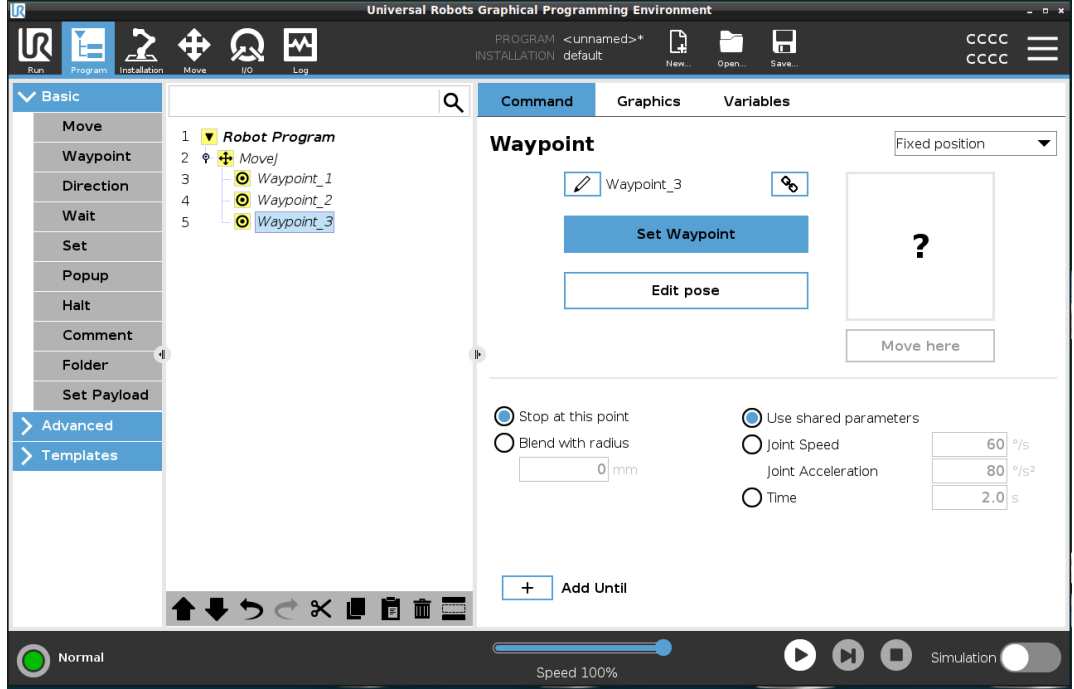 Universal Robots Graphical Programming Environment
UR
Run
Program
Installation
Move
I/O
Log
PROGRAM <unnamed>*
INSTALLATION default
New...
Open...
Save...
CCCC
CCCC
Basic
Move
Waypoint
Direction
Wait
Set
Popup
Halt
Comment
Folder
Set Payload
Advanced
Templates
1 Robot Program
2 MoveJ
3 Waypoint_1
4 Waypoint_2
5 Waypoint_3
Command Graphics Variables
Waypoint
Fixed position
Waypoint_3
Set Waypoint
Edit pose
?
Move here
Stop at this point
Blend with radius
0 mm
Use shared parameters
Joint Speed 60 °/s
Joint Acceleration 80 °/s²
Time 2.0 s
+ Add Until
Normal
Speed 100%
Simulation